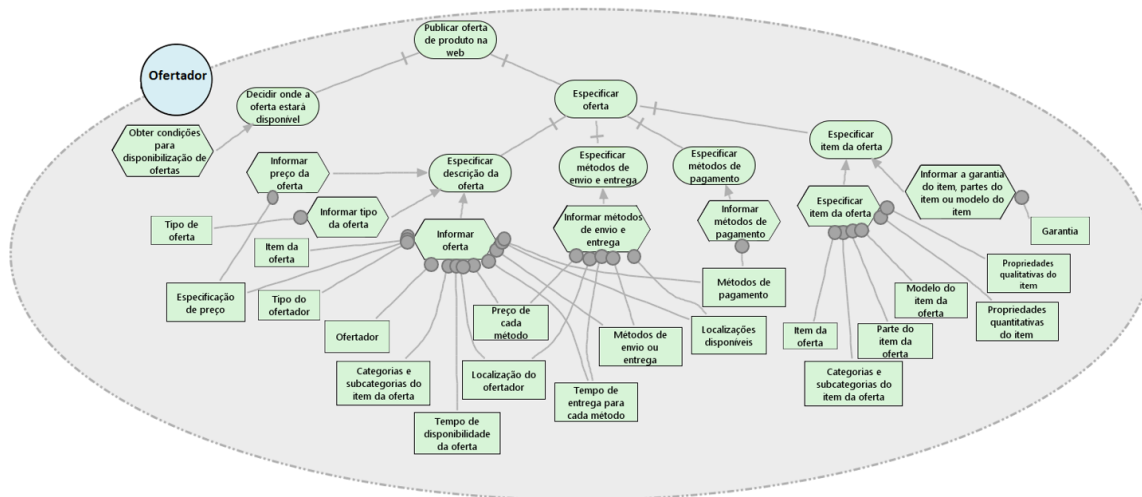 Publicar oferta
de produto na
web
Ofertador
Decidir onde a
oferta estará
disponível
Especificar
oferta
Obter condições
para
disponibilização de
ofertas
Informar
preço da
oferta
Especificar
descrição da
oferta
Especificar
métodos de
envio e entrega
Especificar
métodos de
pagamento
Especificar
item da oferta
Informar a garantia
do item, partes do
item ou modelo do
item
Tipo de
oferta
Informar tipo
da oferta
Informar
oferta
Informar métodos
de envio e
entrega
Informar
métodos de
pagamento
Especificar
item da oferta
Garantia
Item da
oferta
Especificação
de preço
Tipo do
ofertador
Ofertador
Preço de
cada
método
Métodos de
envio ou
entrega
Métodos de
pagamento
Localizações
disponíveis
Propriedades
qualitativas do
item
Modelo do
item da
oferta
Propriedades
quantitativas
do item
Item da
oferta
Parte do
item da
oferta
Categorias e
subcategorias do
item da oferta
Localização do
ofertador
Tempo de
entrega para
cada método
Categorias e
subcategorias do
item da oferta
Tempo de
disponibilidade
da oferta